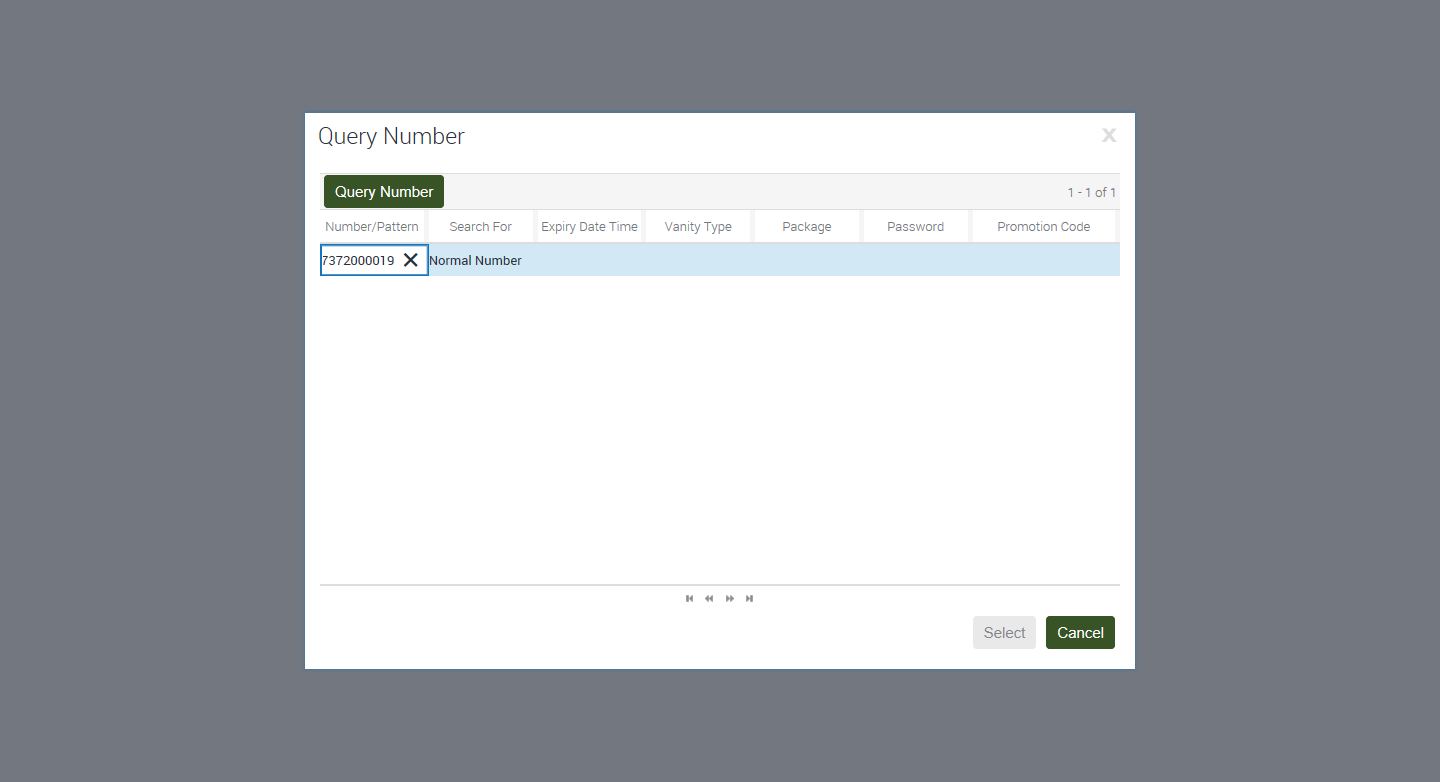 Query Number
x
Query Number 1 - 1 of 1
Number/Pattern Search For Expiry Date Time Vanity Type Package Password Promotion Code
7372000019 Normal Number
Select Cancel